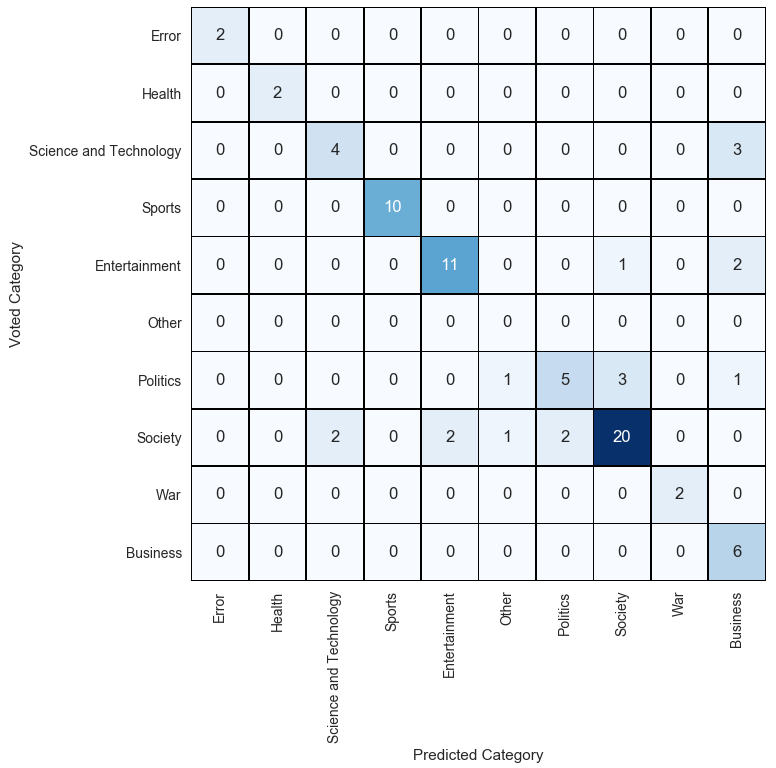 Voted Category
Error 2 0 0 0 0 0 0 0 0 0
Health 0 2 0 0 0 0 0 0 0 0
Science and Technology 0 0 4 0 0 0 0 0 0 3
Sports 0 0 0 10 0 0 0 0 0 0
Entertainment 0 0 0 0 11 0 0 1 0 2
Other 0 0 0 0 0 0 0 0 0 0
Politics 0 0 0 0 0 1 5 3 0 1
Society 0 0 2 0 2 1 2 20 0 0
War 0 0 0 0 0 0 0 0 2 0
Business 0 0 0 0 0 0 0 0 0 6
Error
Health
Science and Technology
Sports
Entertainment
Other
Politics
Society
War
Business
Predicted Category